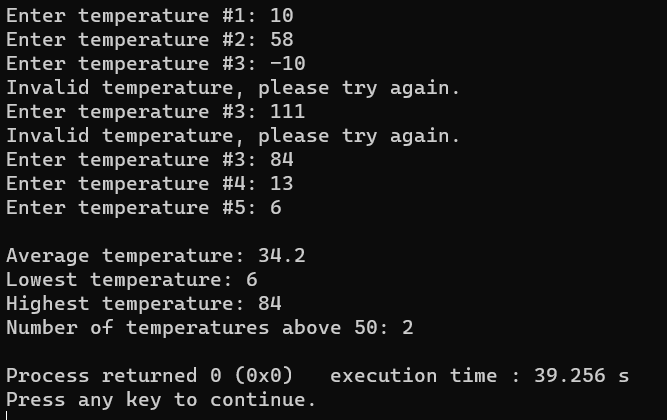 Enter temperature #1: 10
Enter temperature #2: 58
Enter temperature #3: -10
Invalid temperature, please try again.
Enter temperature #3: 111
Invalid temperature, please try again.
Enter temperature #3: 84
Enter temperature #4: 13
Enter temperature #5: 6
Average temperature: 34.2
Lowest temperature: 6
Highest temperature: 84
Number of temperatures above 50: 2
Process returned 0 (0x0)   execution time : 39.256 s
Press any key to continue.